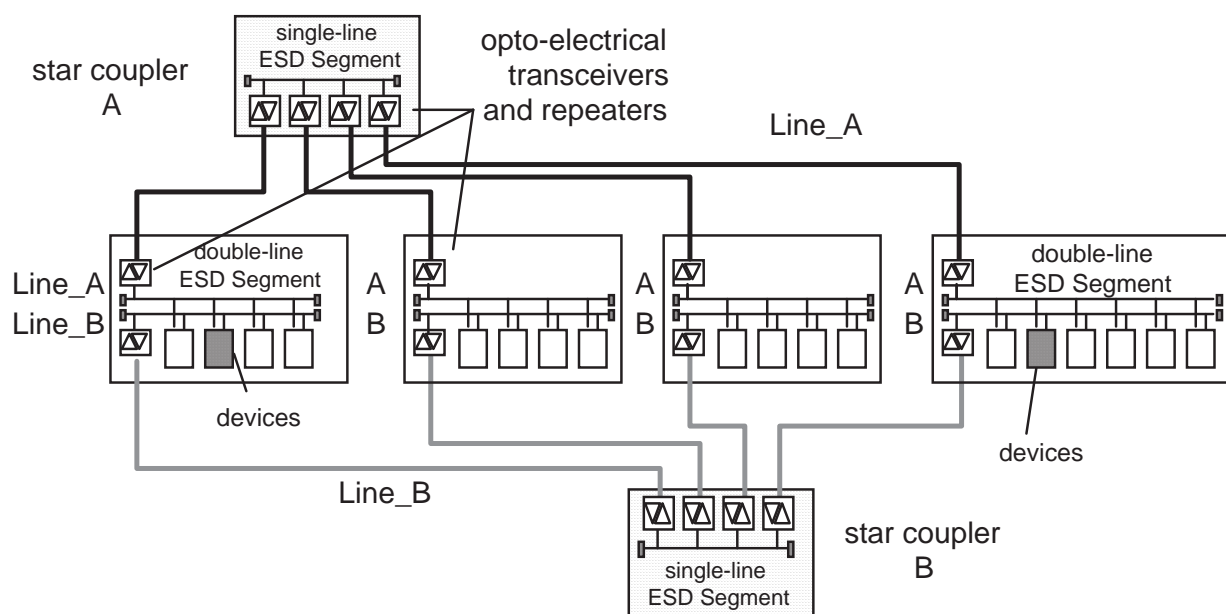 single-line
ESD Segment
star coupler
A
opto-electrical
transceivers
and repeaters
Line_A
double-line
ESD Segment
Line_A
Line_B
A
B
A
B
double-line
ESD Segment
A
B
devices
devices
Line_B
single-line
ESD Segment
star coupler
B